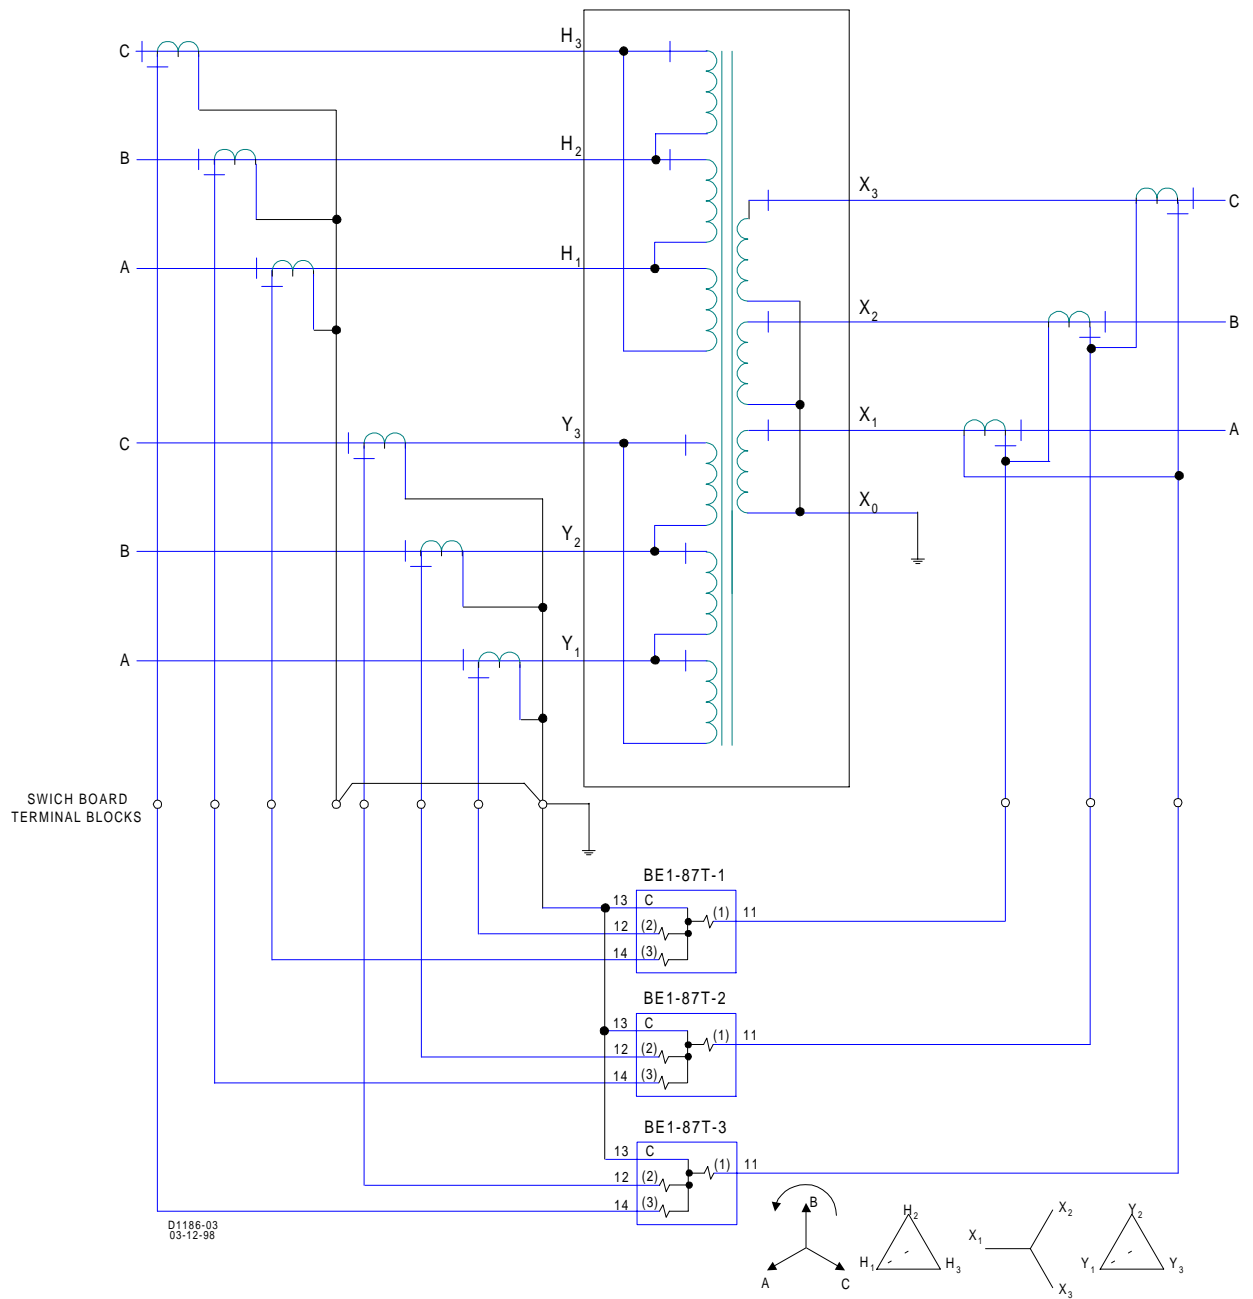 C
H3
B
H2
A
H1
X3
C
X2
B
X1
A
X0
C
Y3
B
Y2
A
Y1
SWICH BOARD
TERMINAL BLOCKS
BE1-87T-1
13 C
(1) 11
12 (2)
14 (3)
BE1-87T-2
13 C
(1) 11
12 (2)
14 (3)
BE1-87T-3
13 C
(1) 11
12 (2)
14 (3)
D1186-03
03-12-98
B
A
C
H2
H1
H3
X1
X2
X3
Y2
Y1
Y3